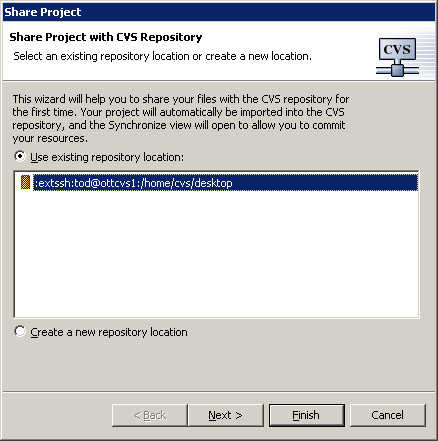 Share Project
Share Project with CVS Repository
Select an existing repository location or create a new location.
CVS
This wizard will help you to share your files with the CVS repository for
the first time. Your project will automatically be imported into the CVS
repository, and the Synchronize view will open to allow you to commit
your resources.
Use existing repository location:
:extssh:tod@ottcvs1:/home/cvs/desktop
Create a new repository location
< Back
Next >
Finish
Cancel